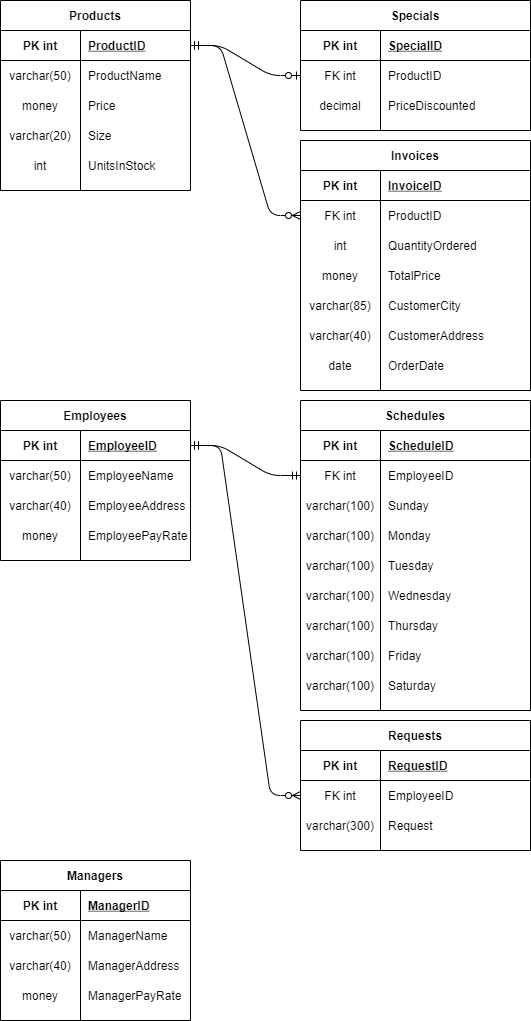 Products
PK int ProductID
varchar(50) ProductName
money Price
varchar(20) Size
int UnitsInStock
Specials
PK int SpecialID
FK int ProductID
decimal PriceDiscounted
Invoices
PK int InvoiceID
FK int ProductID
int QuantityOrdered
money TotalPrice
varchar(85) CustomerCity
varchar(40) CustomerAddress
date OrderDate
Employees
PK int EmployeeID
varchar(50) EmployeeName
varchar(40) EmployeeAddress
money EmployeePayRate
Schedules
PK int ScheduleID
FK int EmployeeID
varchar(100) Sunday
varchar(100) Monday
varchar(100) Tuesday
varchar(100) Wednesday
varchar(100) Thursday
varchar(100) Friday
varchar(100) Saturday
Requests
PK int RequestID
FK int EmployeeID
varchar(300) Request
Managers
PK int ManagerID
varchar(50) ManagerName
varchar(40) ManagerAddress
money ManagerPayRate